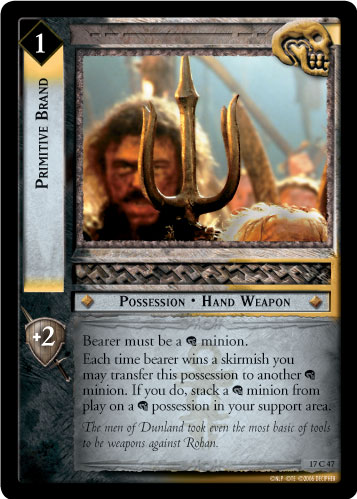 1
PRIMITIVE BRAND
POSSESSION • HAND WEAPON
+2
Bearer must be a minion.
Each time bearer wins a skirmish you
may transfer this possession to another
minion. If you do, stack a minion from
play on a possession in your support area.
The men of Dunland took even the most basic of tools
to be weapons against Rohan.
17 C 47